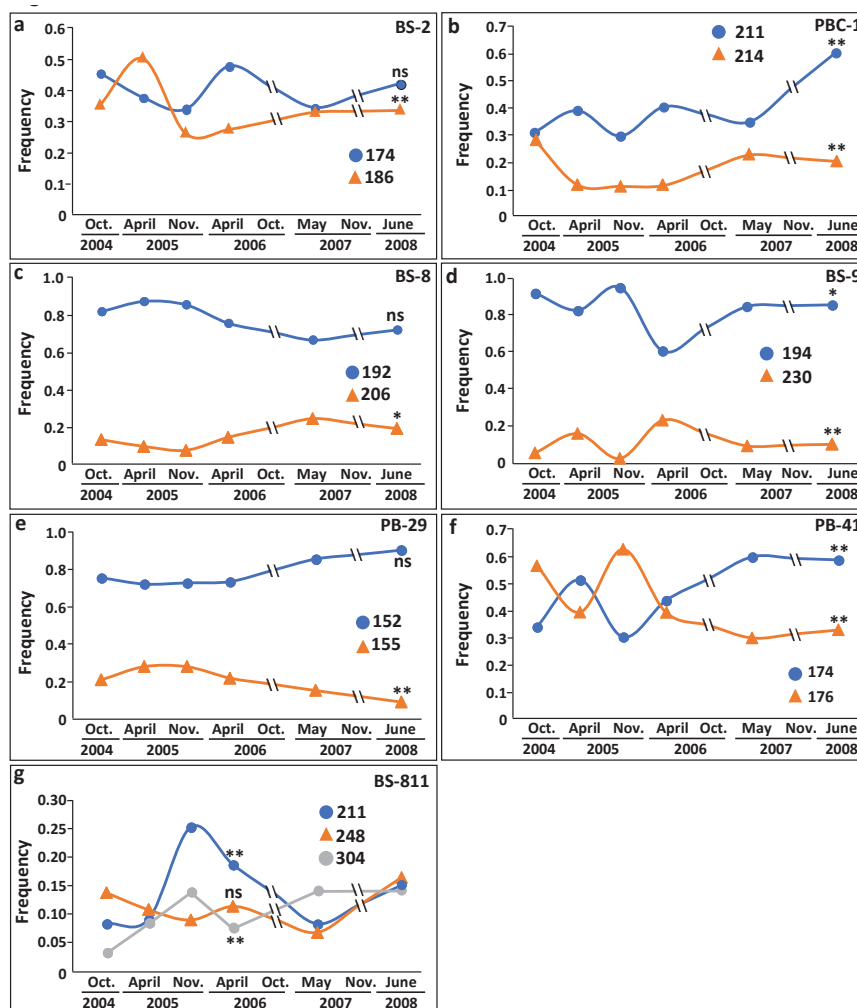 a BS-2
0.6
0.5
0.4
0.3
0.2
0.1
0
Frequency
ns
**
174
186
Oct. April Nov. April Oct. May Nov. June
2004 2005 2006 2007 2008
b PBC-1
0.7
0.6
0.5
0.4
0.3
0.2
0.1
0
Frequency
211
214
**
**
Oct. April Nov. April Oct. May Nov. June
2004 2005 2006 2007 2008
c BS-8
1.0
0.8
0.6
0.4
0.2
0
Frequency
ns
192
206
*
Oct. April Nov. April Oct. May Nov. June
2004 2005 2006 2007 2008
d BS-9
1.0
0.8
0.6
0.4
0.2
0
Frequency
*
194
230
**
Oct. April Nov. April Oct. May Nov. June
2004 2005 2006 2007 2008
e PB-29
1.0
0.8
0.6
0.4
0.2
0
Frequency
ns
152
155
**
Oct. April Nov. April Oct. May Nov. June
2004 2005 2006 2007 2008
f PB-41
0.7
0.6
0.5
0.4
0.3
0.2
0.1
0
Frequency
**
**
174
176
Oct. April Nov. April Oct. May Nov. June
2004 2005 2006 2007 2008
g BS-811
0.30
0.25
0.20
0.15
0.10
0.05
0
Frequency
211
248
304
**
ns
**
Oct. April Nov. April Oct. May Nov. June
2004 2005 2006 2007 2008